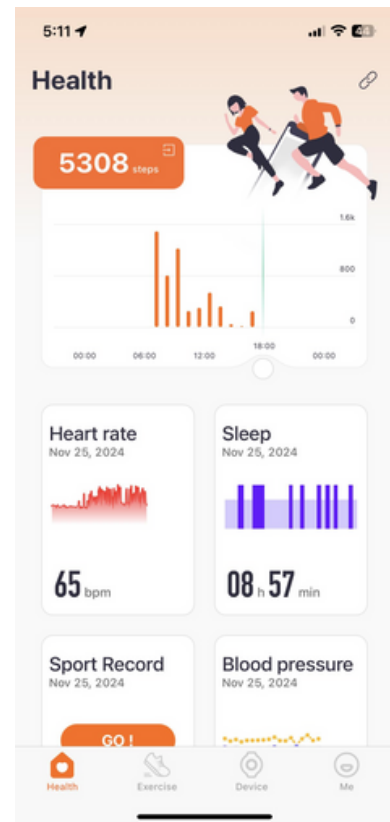 5:11
44
Health
5308 steps
1.6k
800
0
18:00
00:00 06:00 12:00 00:00
Heart rate
Nov 25, 2024
65 bpm
Sleep
Nov 25, 2024
08 h 57 min
Sport Record
Nov 25, 2024
GO !
Blood pressure
Nov 25, 2024
Health Exercise Device Me